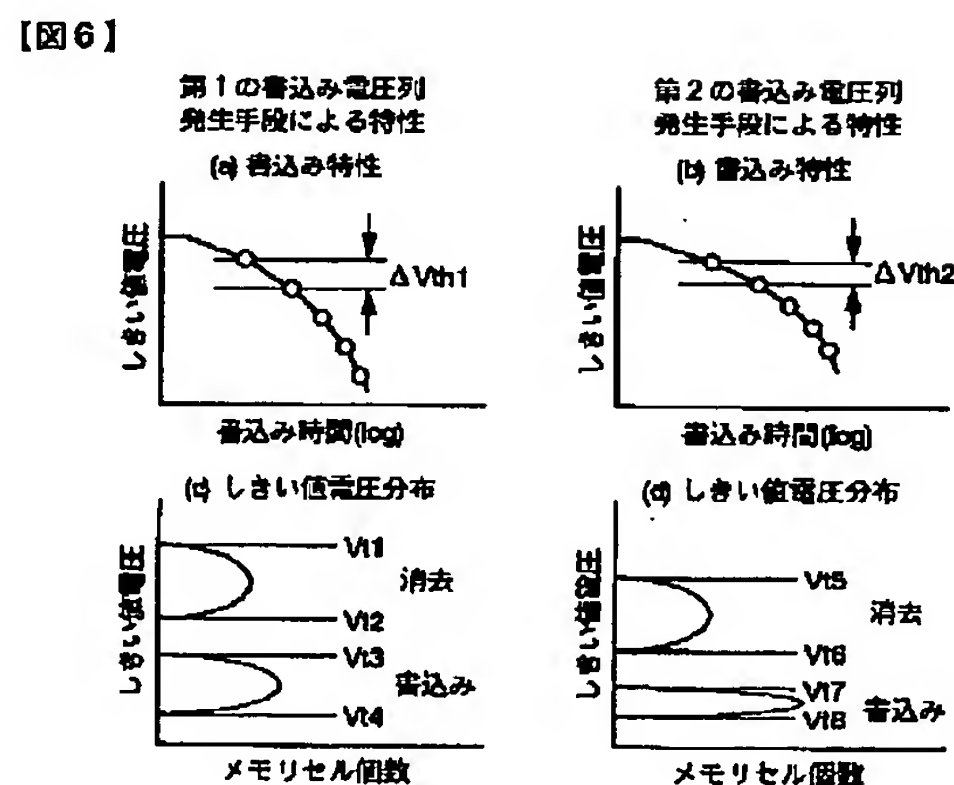 【図6】
第1の書込み電圧列
発生手段による特性
(a) 書込み特性
しきい値電圧
ΔVth1
書込み時間(log)
第2の書込み電圧列
発生手段による特性
(b) 書込み特性
しきい値電圧
ΔVth2
書込み時間(log)
(c) しきい値電圧分布
しきい値電圧
Vt1
消去
Vt2
Vt3
書込み
Vt4
メモリセル個数
(d) しきい値電圧分布
しきい値電圧
Vt5
消去
Vt6
Vt7
書込み
Vt8
メモリセル個数